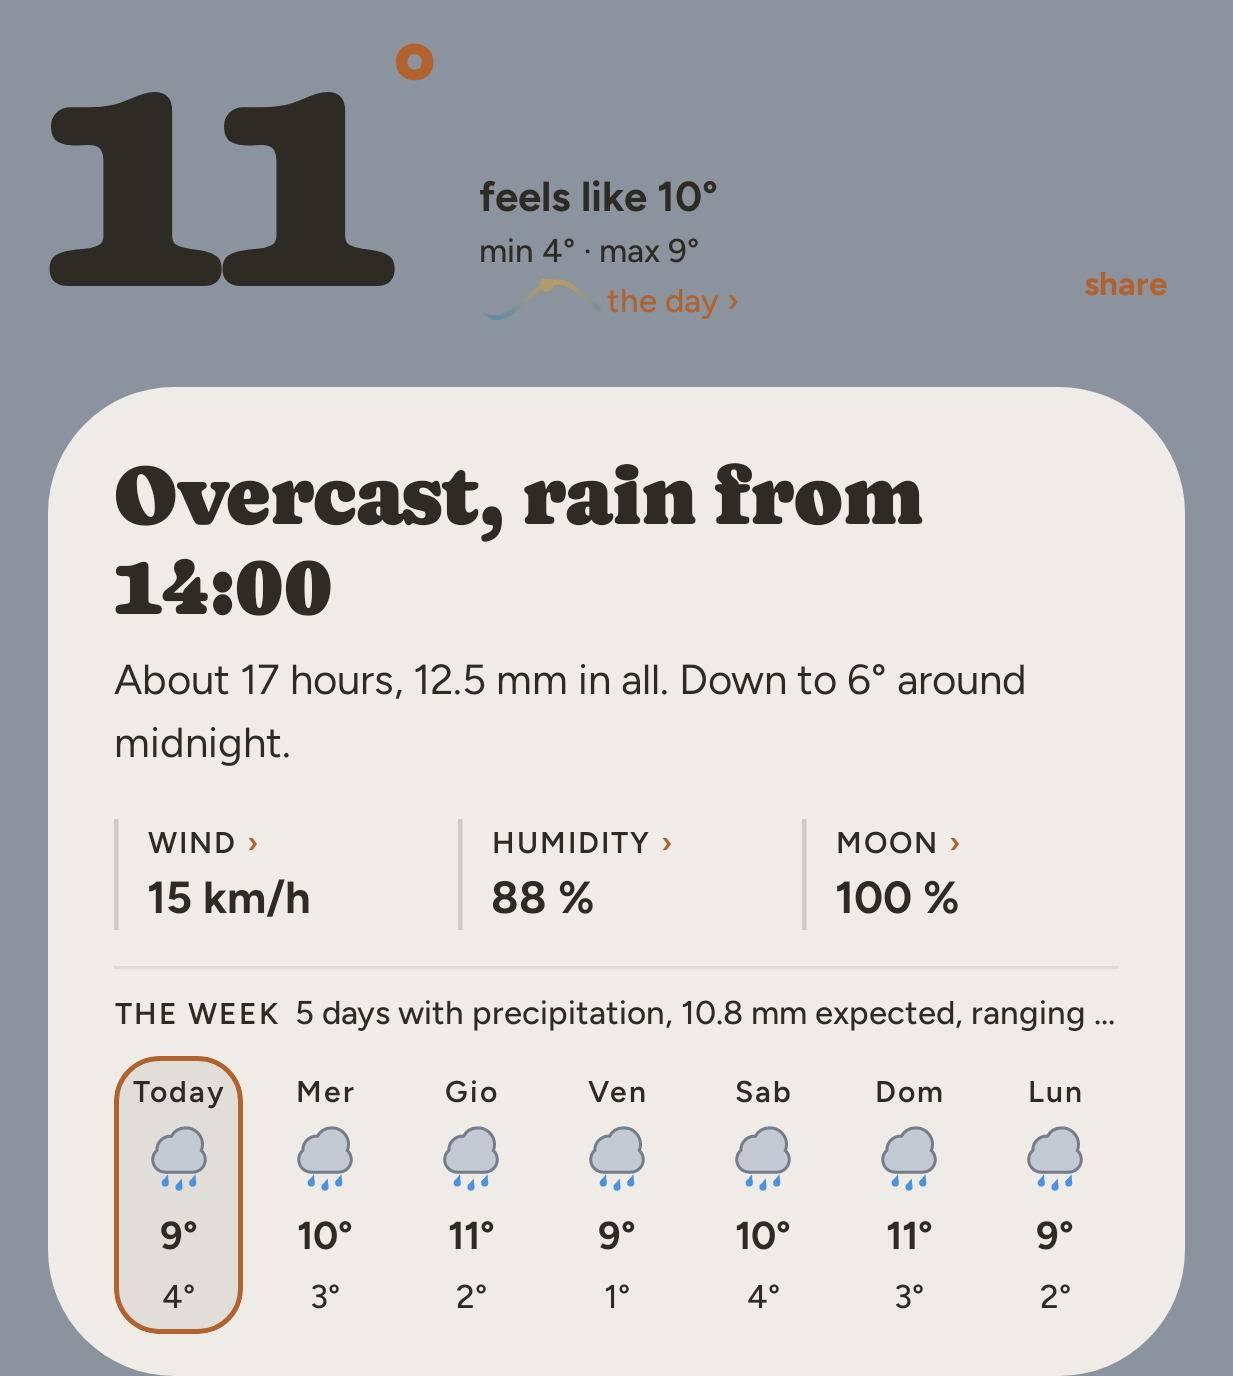 11°
feels like 10°
min 4° · max 9°
the day ›
share
Overcast, rain from
14:00
About 17 hours, 12.5 mm in all. Down to 6° around
midnight.
WIND › HUMIDITY › MOON ›
15 km/h 88 % 100 %
THE WEEK 5 days with precipitation, 10.8 mm expected, ranging ...
Today Mer Gio Ven Sab Dom Lun
9° 10° 11° 9° 10° 11° 9°
4° 3° 2° 1° 4° 3° 2°